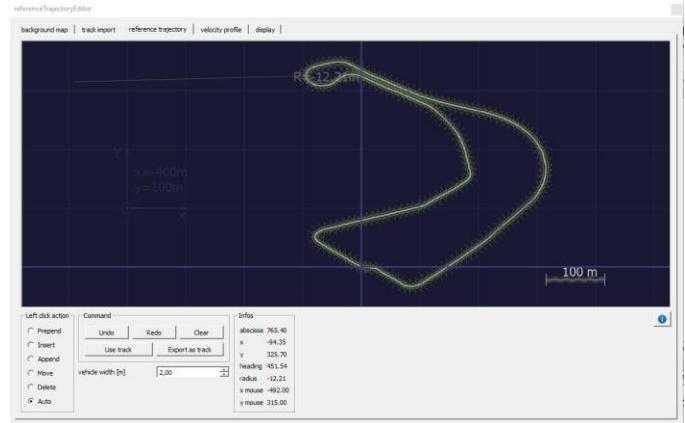 referenceTrajectoryEditor
background map track import reference trajectory velocity profile display
R=-12.21m
Y
x=-400m
y=100m
X
100 m
Left click action
Prepend
Insert
Append
Move
Delete
Auto
Command
Undo Redo Clear
Use track Export as track
vehicle width [m] 2,00
Infos
abscissa 765.40
x -94.35
y 325.70
heading 451.54
radius -12.21
x mouse -492.00
y mouse 315.00